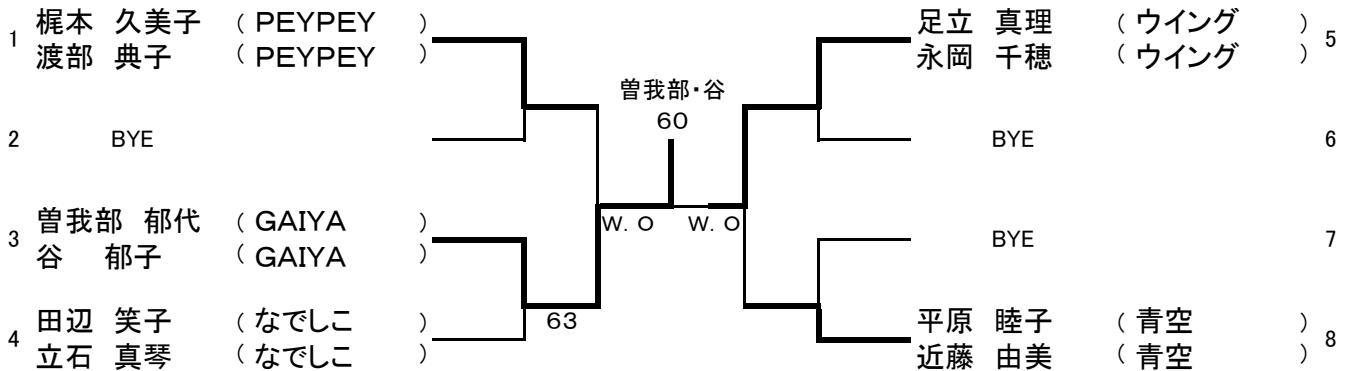 1 梶本 久美子 ( PEYPEY )
渡部 典子 ( PEYPEY )
2 BYE
3 曽我部 郁代 ( GAIYA )
谷 郁子 ( GAIYA )
4 田辺 笑子 ( なでしこ )
立石 真琴 ( なでしこ )
63
曽我部・谷
60
W. O W. O
足立 真理 ( ウイング ) 5
永岡 千穂 ( ウイング )
BYE 6
BYE 7
平原 睦子 ( 青空 ) 8
近藤 由美 ( 青空 )